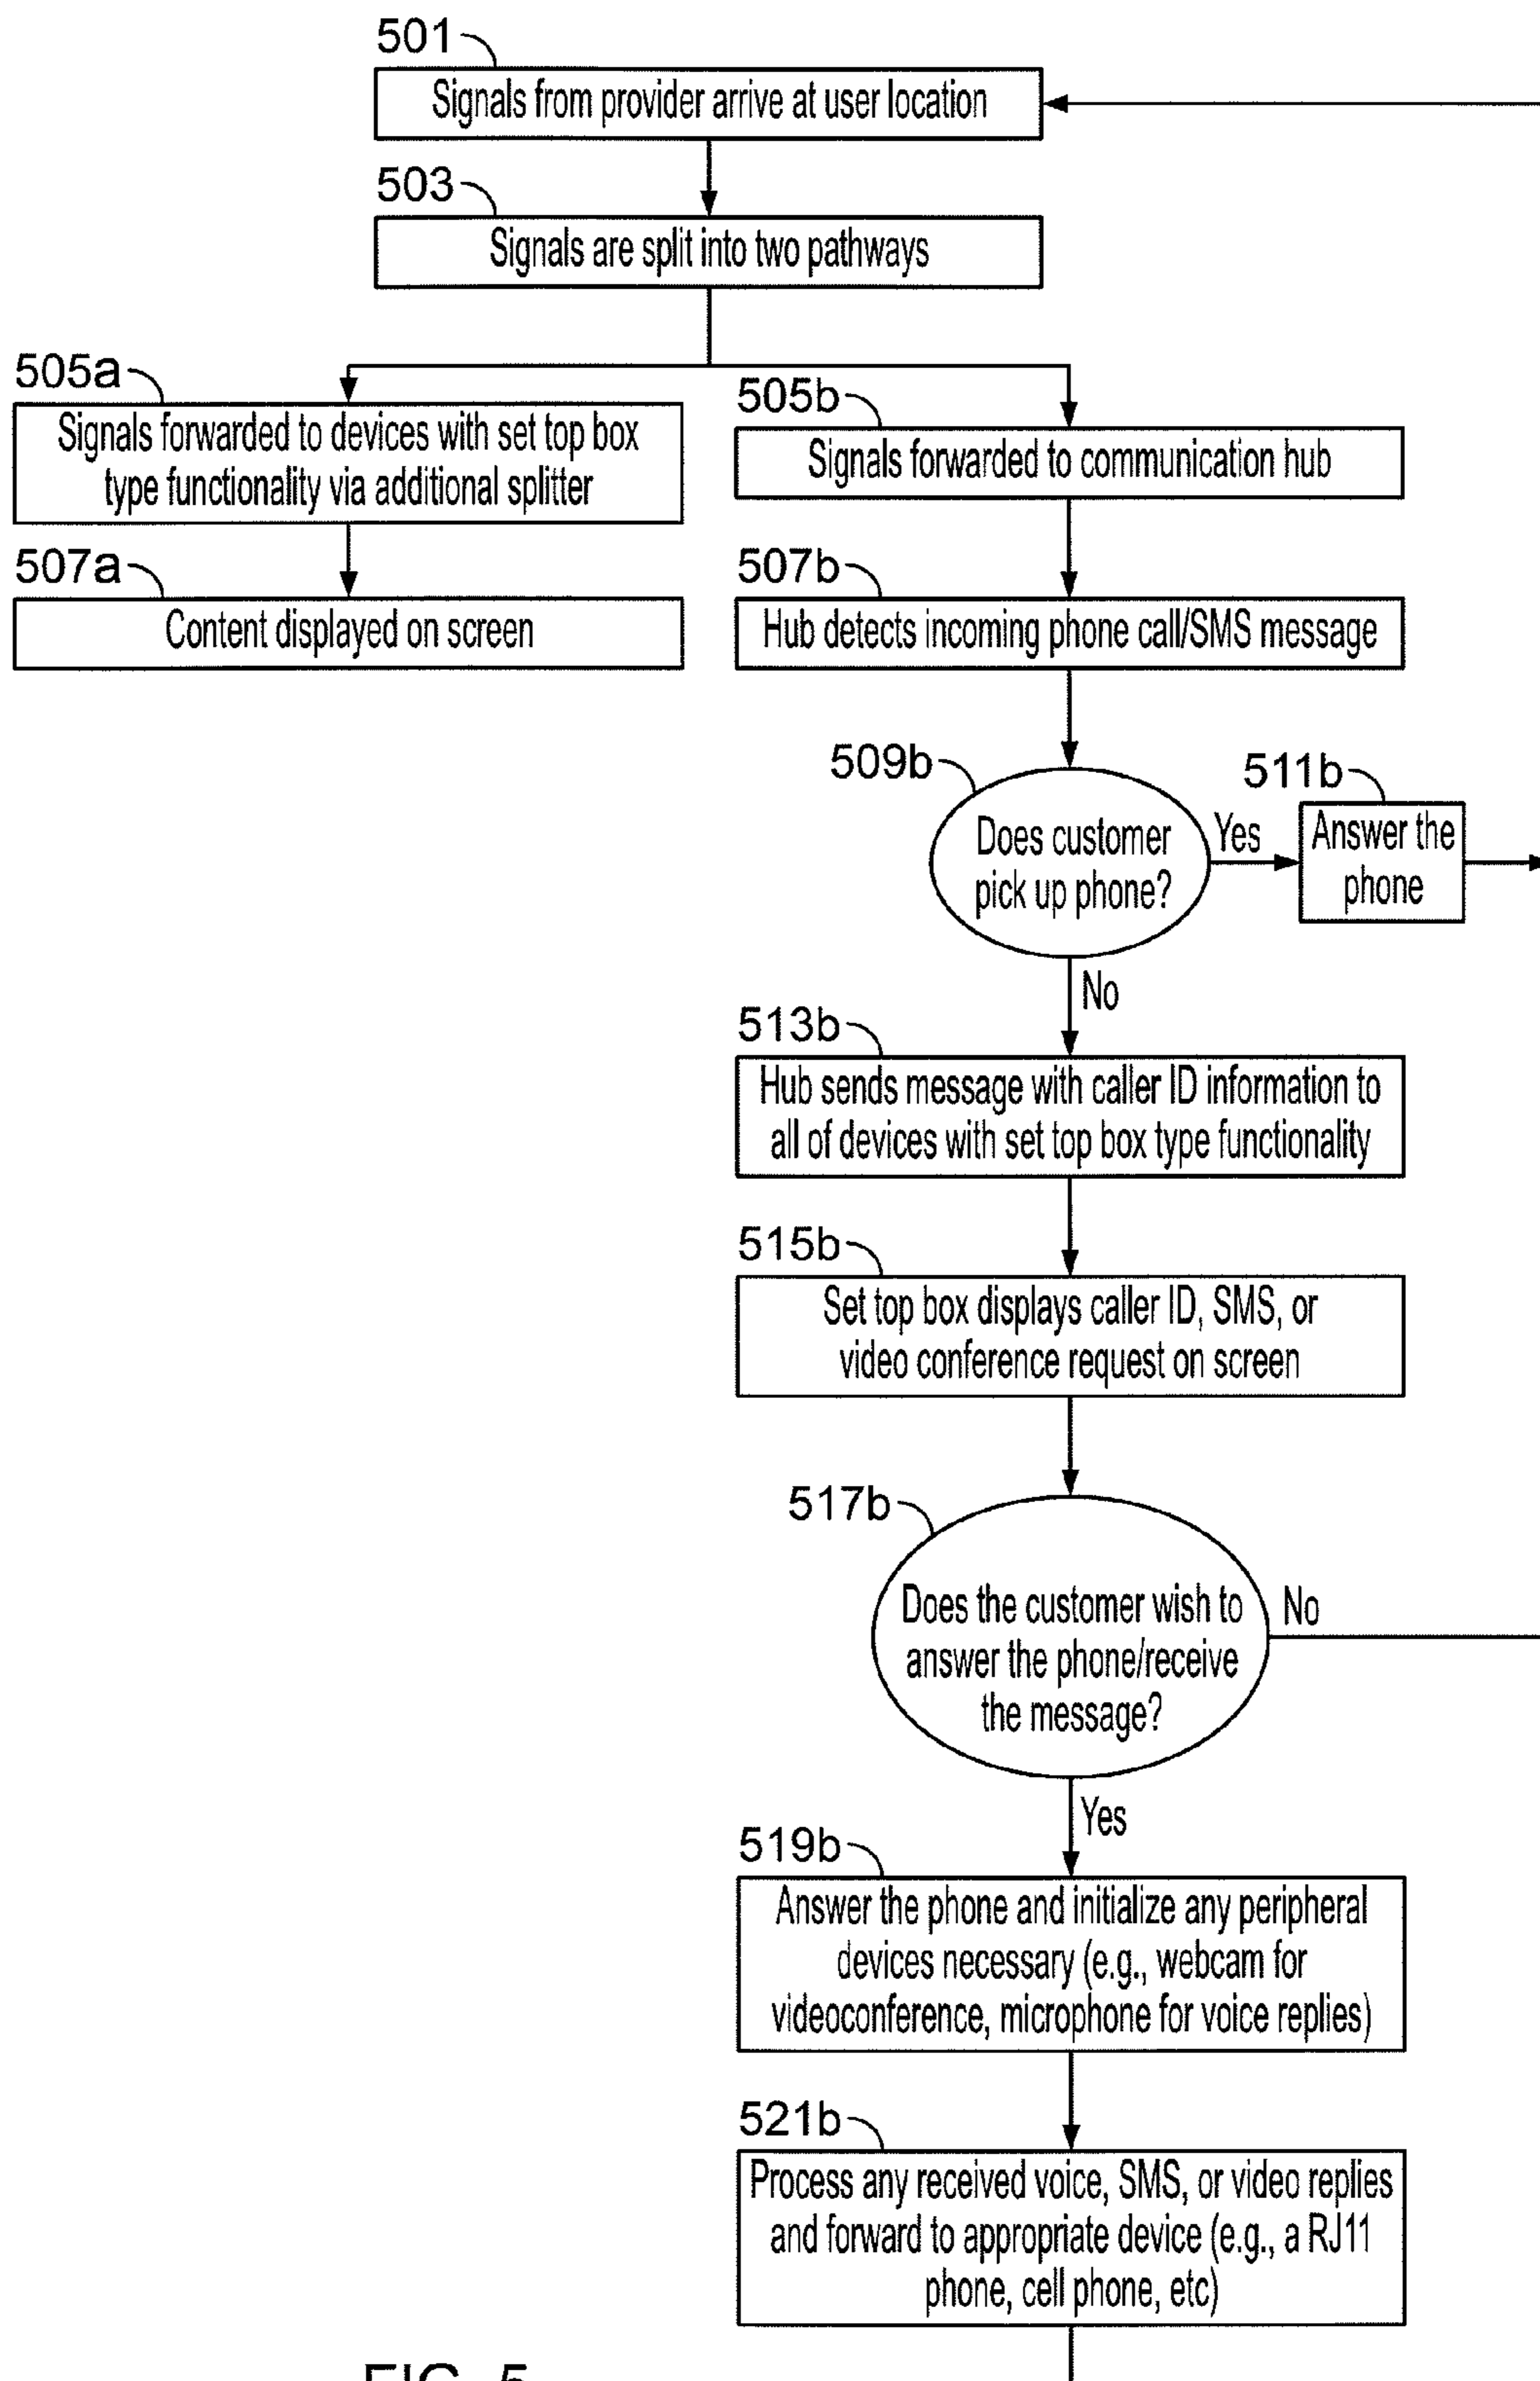 501
Signals from provider arrive at user location
503
Signals are split into two pathways
505a
Signals forwarded to devices with set top box
type functionality via additional splitter
507a
Content displayed on screen
505b
Signals forwarded to communication hub
507b
Hub detects incoming phone call/SMS message
509b
Does customer
pick up phone?
Yes
511b
Answer the
phone
No
513b
Hub sends message with caller ID information to
all of devices with set top box type functionality
515b
Set top box displays caller ID, SMS, or
video conference request on screen
517b
Does the customer wish to
answer the phone/receive
the message?
No
Yes
519b
Answer the phone and initialize any peripheral
devices necessary (e.g., webcam for
videoconference, microphone for voice replies)
521b
Process any received voice, SMS, or video replies
and forward to appropriate device (e.g., a RJ11
phone, cell phone, etc)
FIG. 5